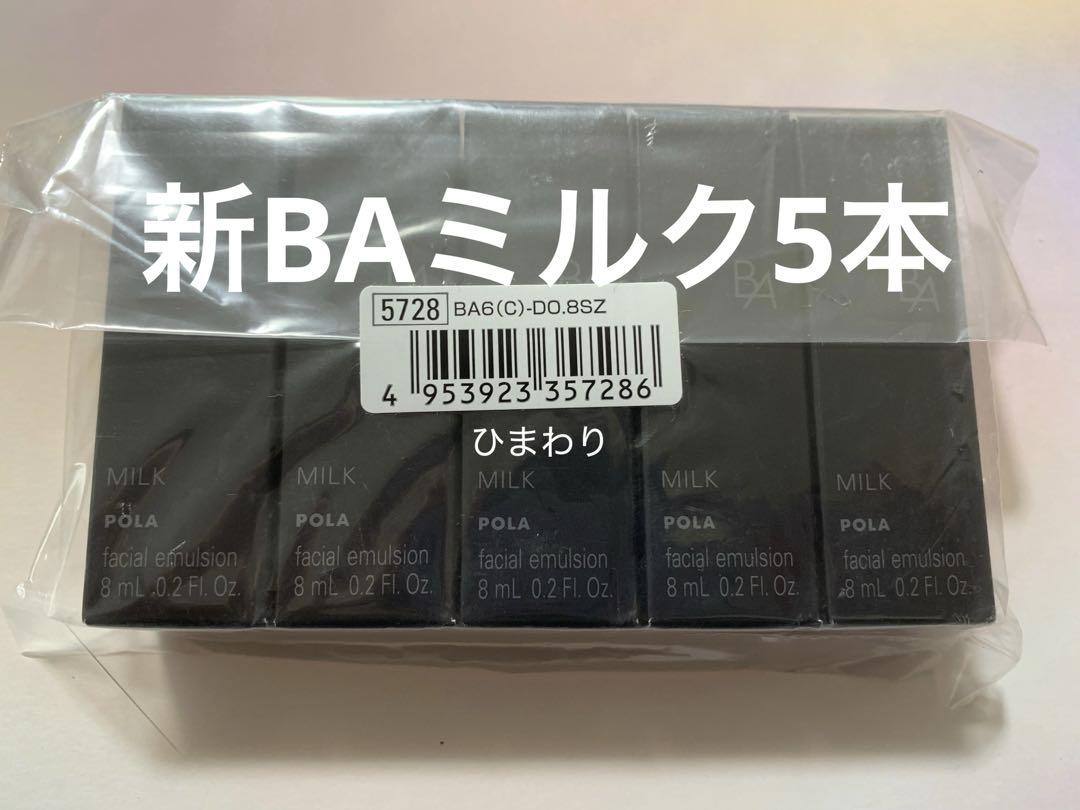 新BAミルク5本
BA BA BA
5728 BA6(C)-D0.8SZ
4 953923 357286
ひまわり
MILK MILK MILK MILK MILK
POLA POLA POLA POLA POLA
facial emulsion facial emulsion facial emulsion facial emulsion facial emulsion
8 mL 0.2 Fl. Oz. 8 mL 0.2 Fl. Oz. 8 mL 0.2 Fl. Oz. 8 mL 0.2 Fl. Oz. 8 mL 0.2 Fl. Oz.